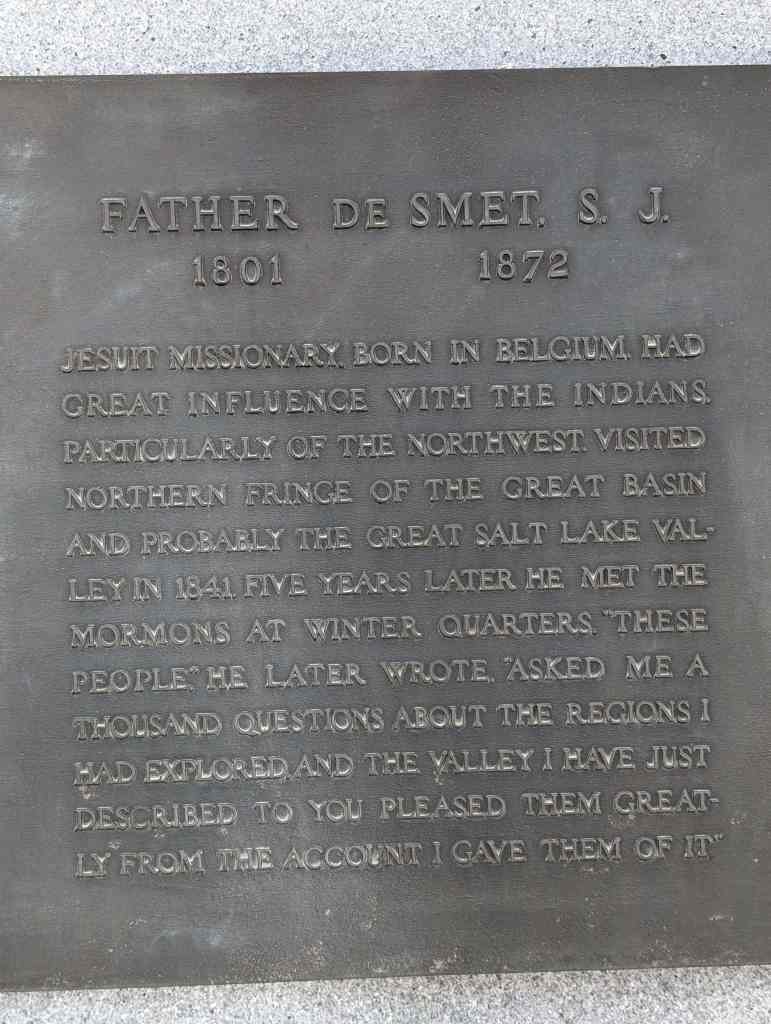 FATHER DE SMET, S. J.
1801 1872
JESUIT MISSIONARY, BORN IN BELGIUM, HAD
GREAT INFLUENCE WITH THE INDIANS,
PARTICULARLY OF THE NORTHWEST. VISITED
NORTHERN FRINGE OF THE GREAT BASIN
AND PROBABLY THE GREAT SALT LAKE VAL-
LEY IN 1841. FIVE YEARS LATER HE MET THE
MORMONS AT WINTER QUARTERS. "THESE
PEOPLE," HE LATER WROTE, "ASKED ME A
THOUSAND QUESTIONS ABOUT THE REGIONS I
HAD EXPLORED, AND THE VALLEY I HAVE JUST
DESCRIBED TO YOU PLEASED THEM GREAT-
LY FROM THE ACCOUNT I GAVE THEM OF IT."